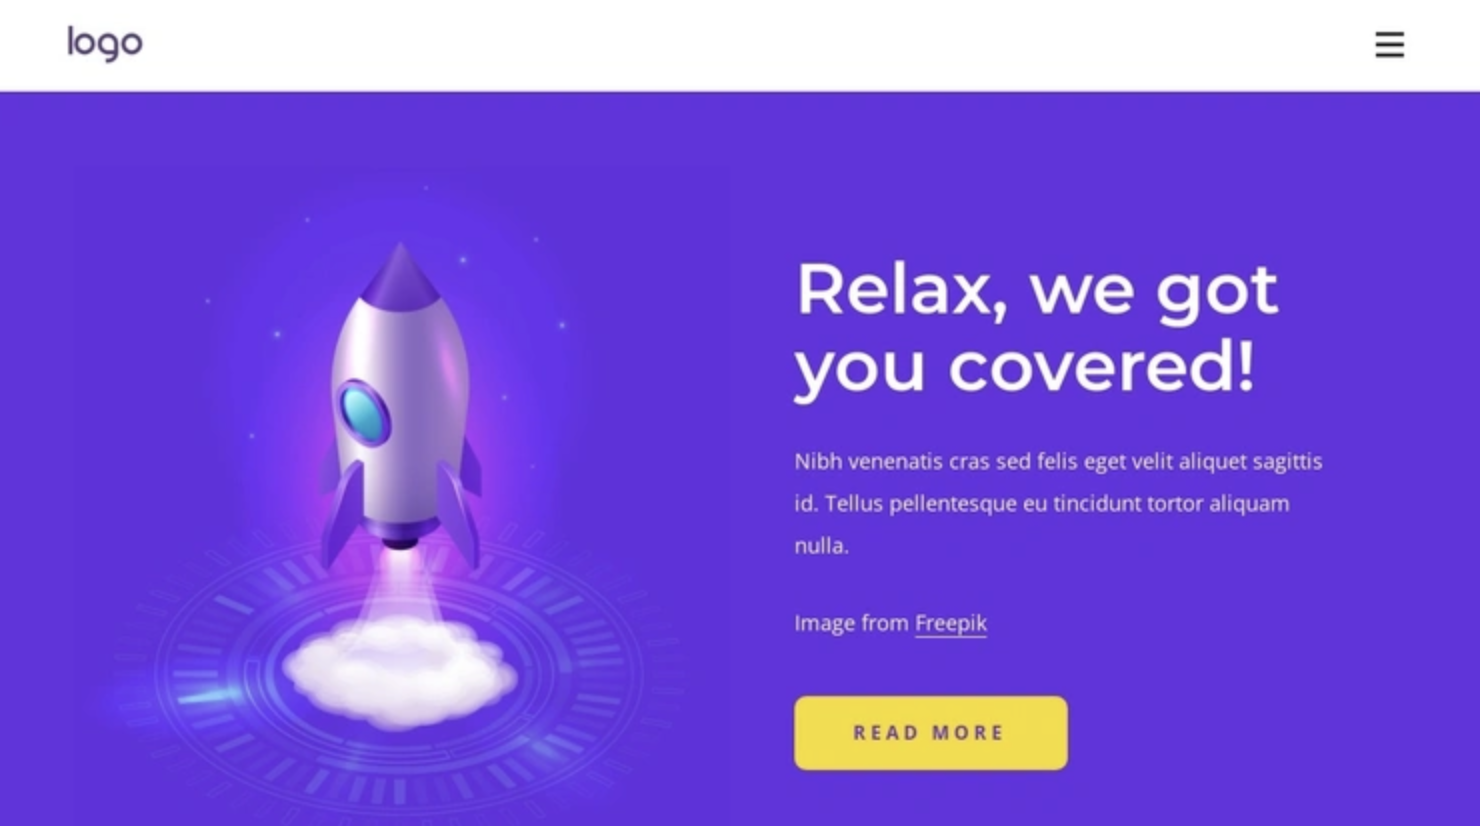 logo
Relax, we got
you covered!
Nibh venenatis cras sed felis eget velit aliquet sagittis
id. Tellus pellentesque eu tincidunt tortor aliquam
nulla.
Image from Freepik
READ MORE